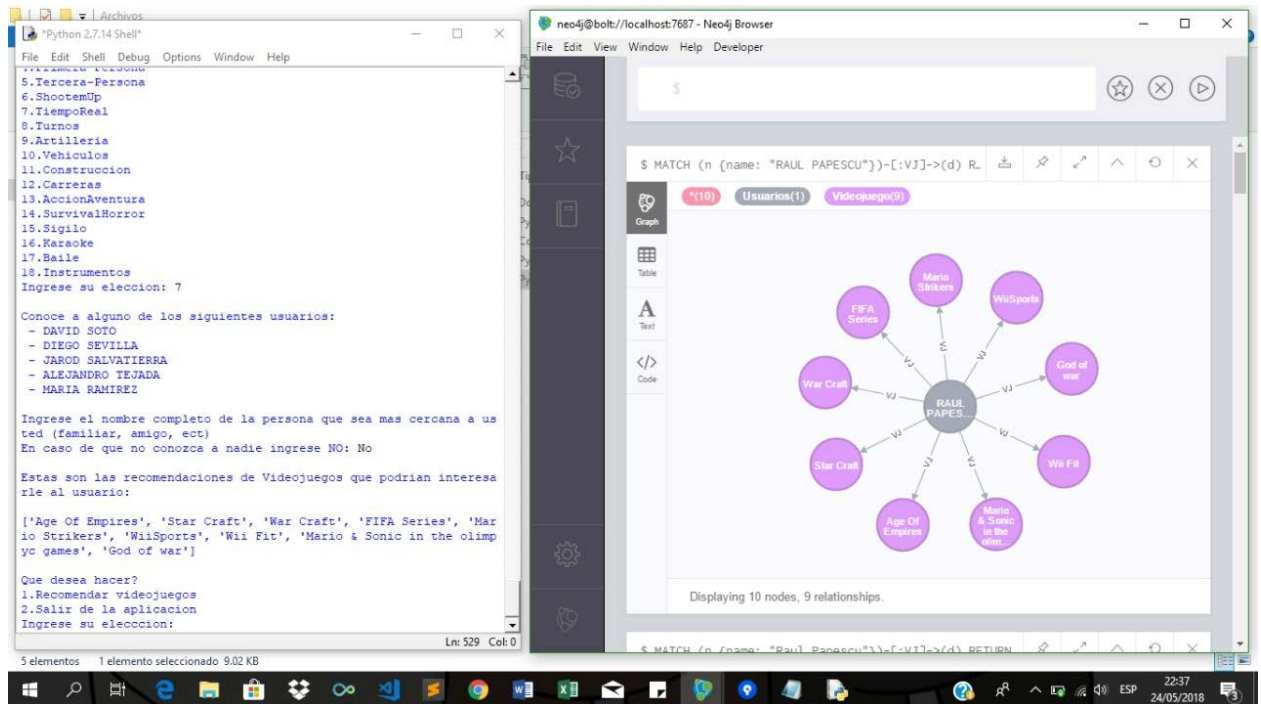 Archivos
*Python 2.7.14 Shell*
File Edit Shell Debug Options Window Help
5.Tercera-Persona
6.ShootemUp
7.TiempoReal
8.Turnos
9.Artilleria
10.Vehiculos
11.Construccion
12.Carreras
13.AccionAventura
14.SurvivalHorror
15.Sigilo
16.Karaoke
17.Baile
18.Instrumentos
Ingrese su eleccion: 7
Conoce a alguno de los siguientes usuarios:
- DAVID SOTO
- DIEGO SEVILLA
- JAROD SALVATIERRA
- ALEJANDRO TEJADA
- MARIA RAMIREZ
Ingrese el nombre completo de la persona que sea mas cercana a us
ted (familiar, amigo, ect)
En caso de que no conozca a nadie ingrese NO: No
Estas son las recomendaciones de Videojuegos que podrian interesa
rle al usuario:
['Age Of Empires', 'Star Craft', 'War Craft', 'FIFA Series', 'Mar
io Strikers', 'WiiSports', 'Wii Fit', 'Mario & Sonic in the olimp
yc games', 'God of war']
Que desea hacer?
1.Recomendar videojuegos
2.Salir de la aplicacion
Ingrese su elecccion:
Ln: 529 Col: 0
5 elementos 1 elemento seleccionado 9.02 KB
neo4j@bolt://localhost:7687 - Neo4j Browser
File Edit View Window Help Developer
$
$ MATCH (n {name: "RAUL PAPESCU"})-[:VJ]->(d) R…
*(10) Usuarios(1) Videojuego(9)
Graph
Table
Text
Code
Mario
Strikers
WiiSports
FIFA
Series
God of
war
War Craft
RAUL
PAPES…
Star Craft
Wii Fit
Age Of
Empires
Mario
& Sonic
in the
olim…
VJ
VJ
VJ
VJ
VJ
VJ
VJ
VJ
VJ
Displaying 10 nodes, 9 relationships.
$ MATCH (n {name: "Raul Papescu"})-[:VJ]->(d) RETURN
ESP
22:37
24/05/2018